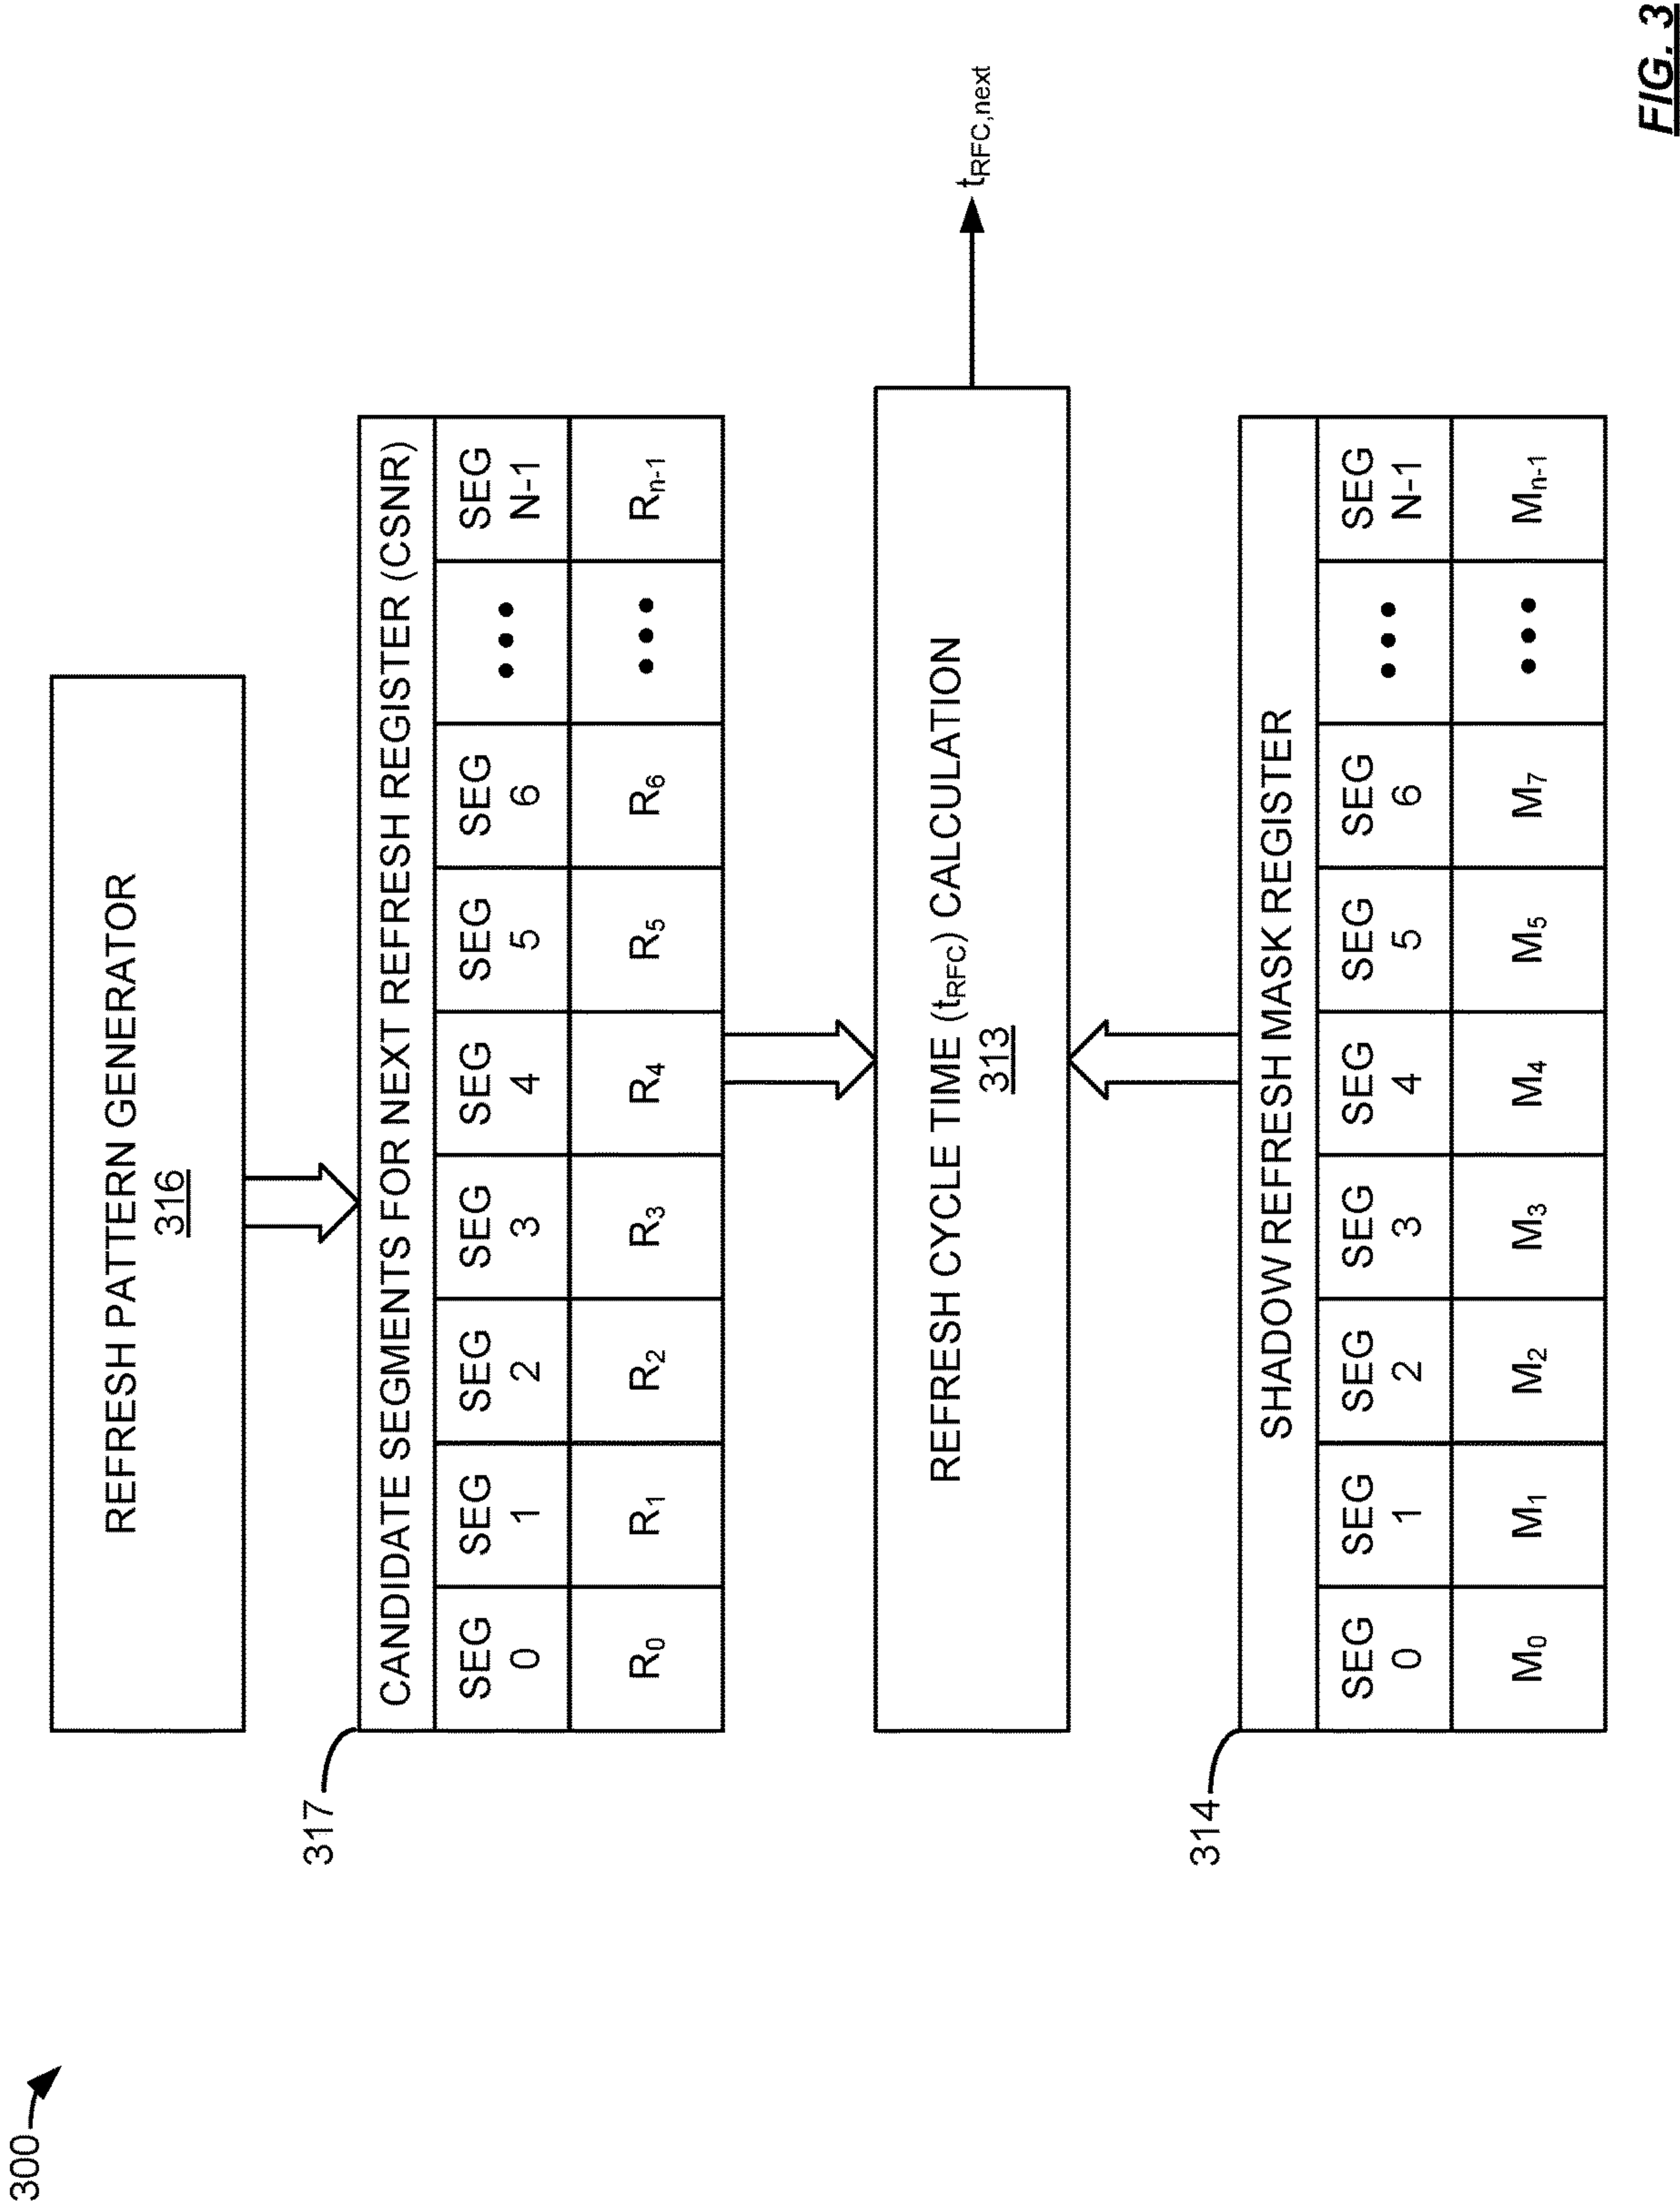 300
REFRESH PATTERN GENERATOR
316
317
CANDIDATE SEGMENTS FOR NEXT REFRESH REGISTER (CSNR)
SEG 0 SEG 1 SEG 2 SEG 3 SEG 4 SEG 5 SEG 6 ••• SEG N-1
R0 R1 R2 R3 R4 R5 R6 ••• Rn-1
REFRESH CYCLE TIME (tRFC) CALCULATION
313
tRFC,next
314
SHADOW REFRESH MASK REGISTER
SEG 0 SEG 1 SEG 2 SEG 3 SEG 4 SEG 5 SEG 6 ••• SEG N-1
M0 M1 M2 M3 M4 M5 M7 ••• Mn-1
FIG. 3